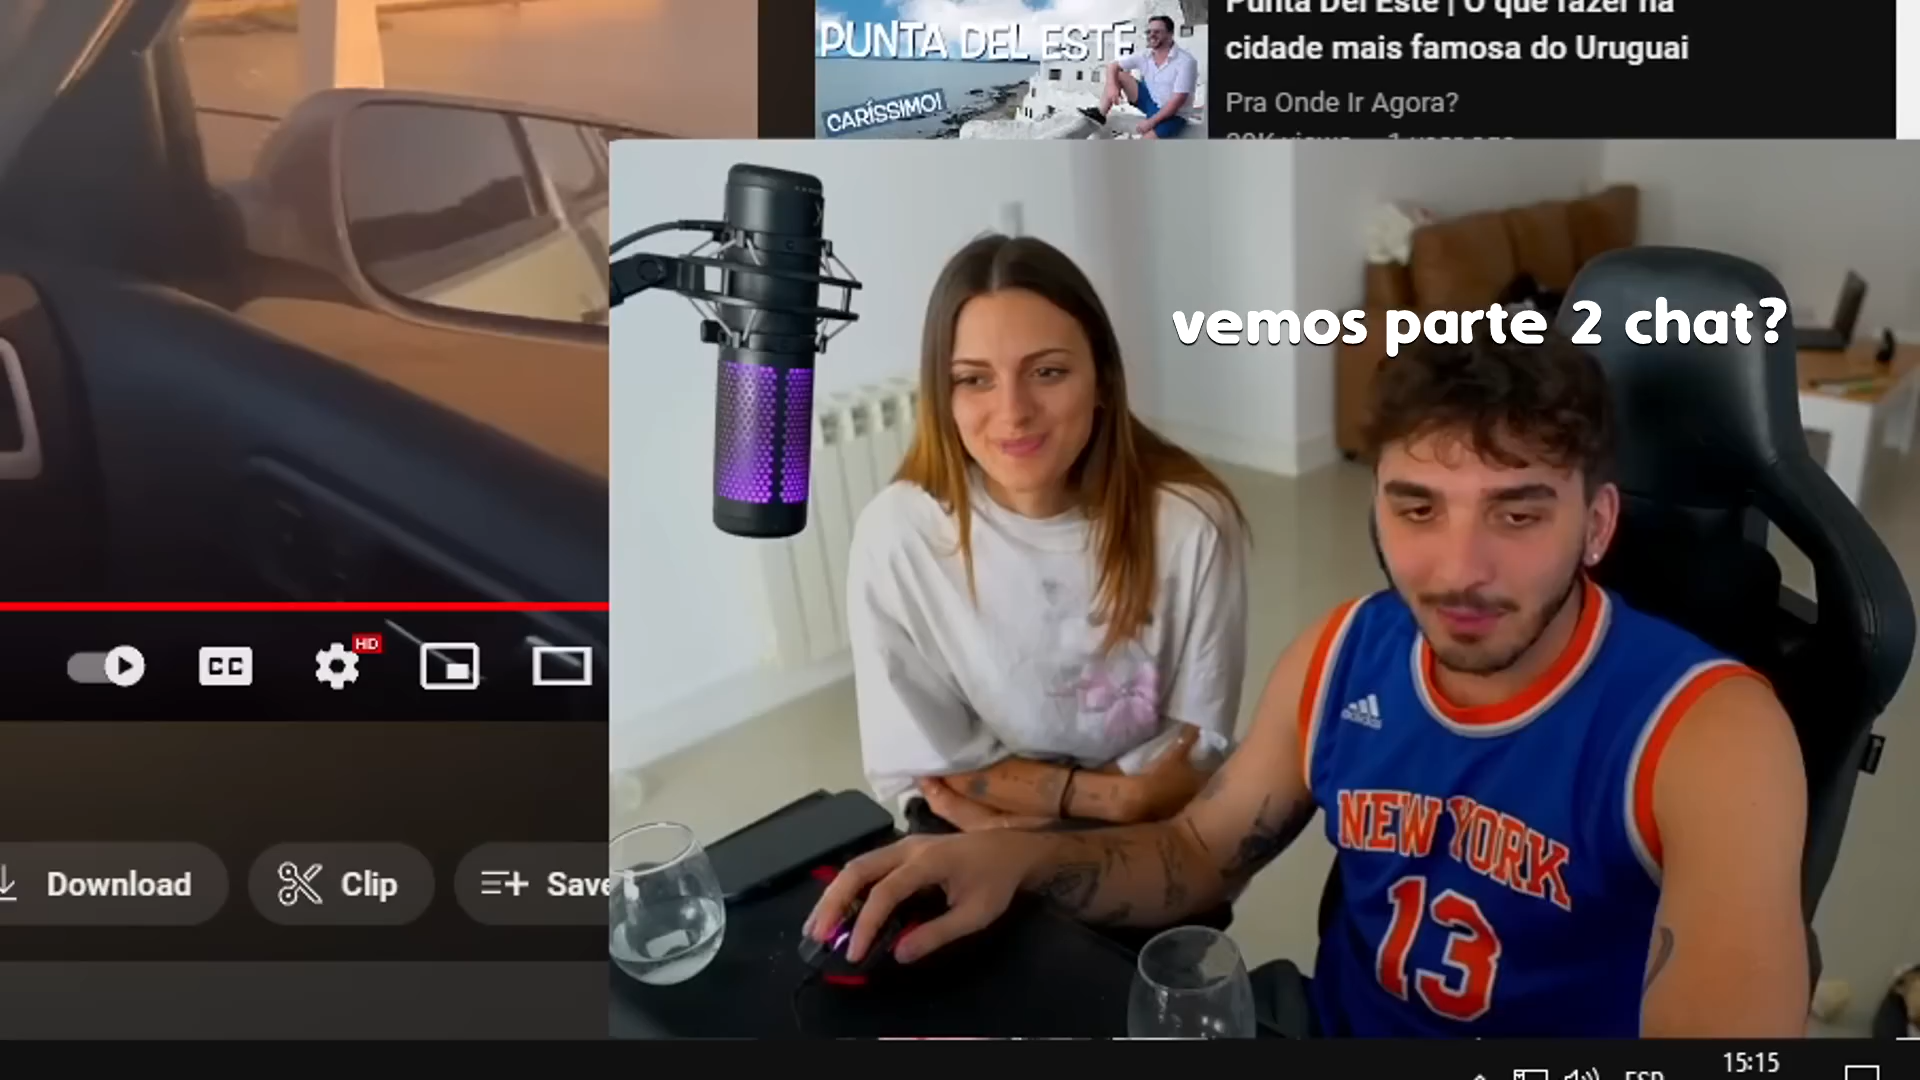 Punta Del Este | O que fazer na
cidade mais famosa do Uruguai
Pra Onde Ir Agora?
PUNTA DEL ESTE
CARÍSSIMO!
vemos parte 2 chat?
HD
CC
adidas
NEW YORK
13
Download
Clip
Save
15:15
ESP